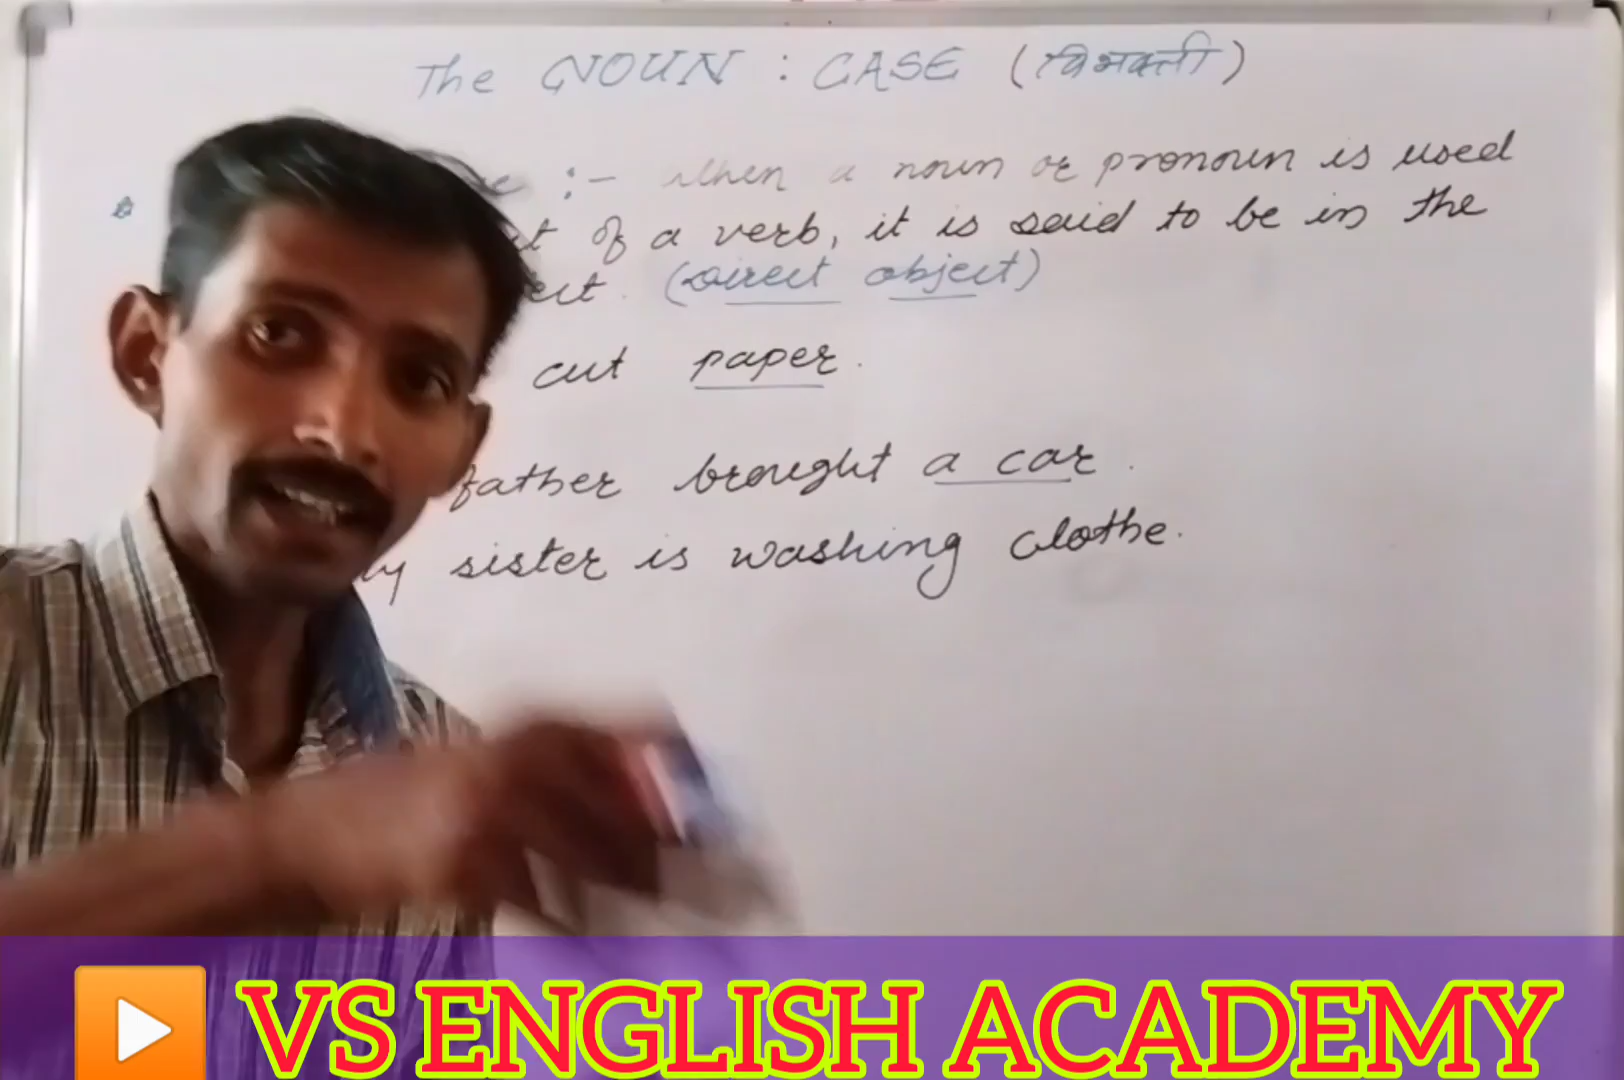 The NOUN : CASE (विभक्ती)
:- when a noun or pronoun is used
of a verb, it is said to be in the
(Direct object)
cut paper.
father brought a car.
sister is washing clothe.
VS ENGLISH ACADEMY